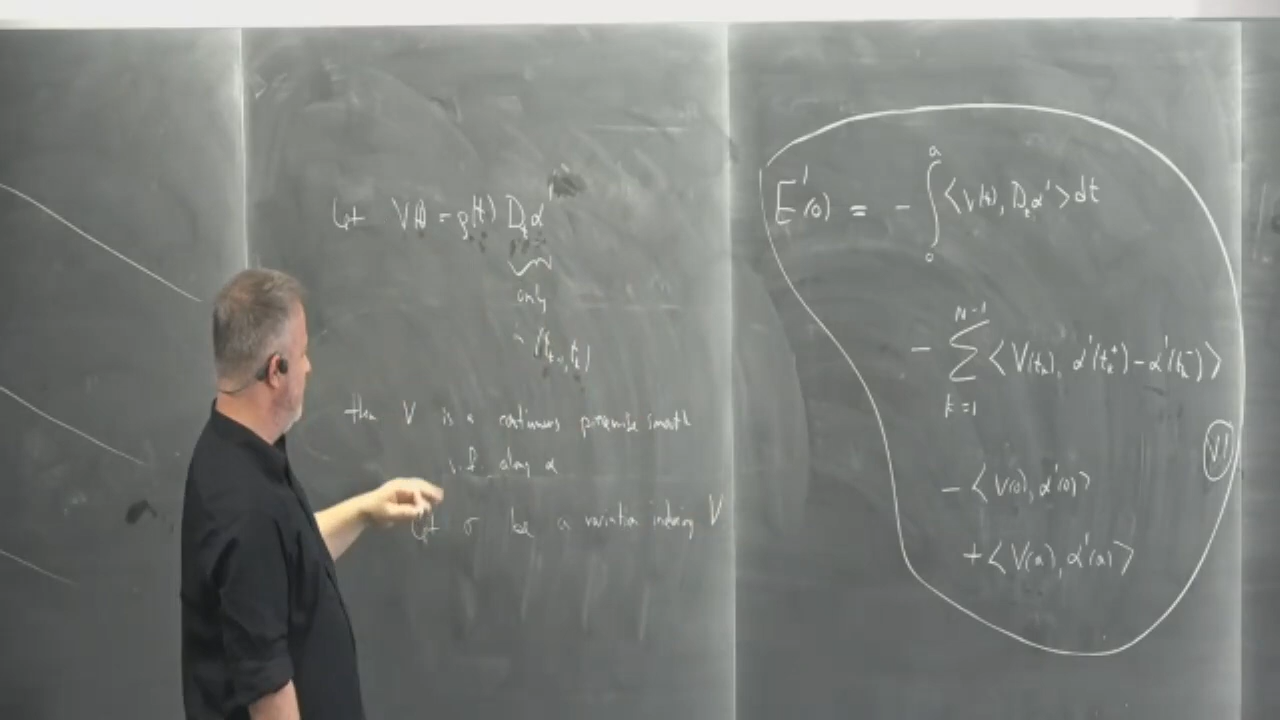 Let V(t) = ρ(t) D_t α'
only
in (t_{k-1}, t_k)
then V is a continuous piecewise smooth
v.f. along α
Let σ be a variation inducing V
E'(0) = - ∫_0^a <V(t), D_t α'> dt
- Σ_{k=1}^{N-1} <V(t_k), α'(t_k^+) - α'(t_k^-)>
V1
- <V(0), α'(0)>
+ <V(a), α'(a)>